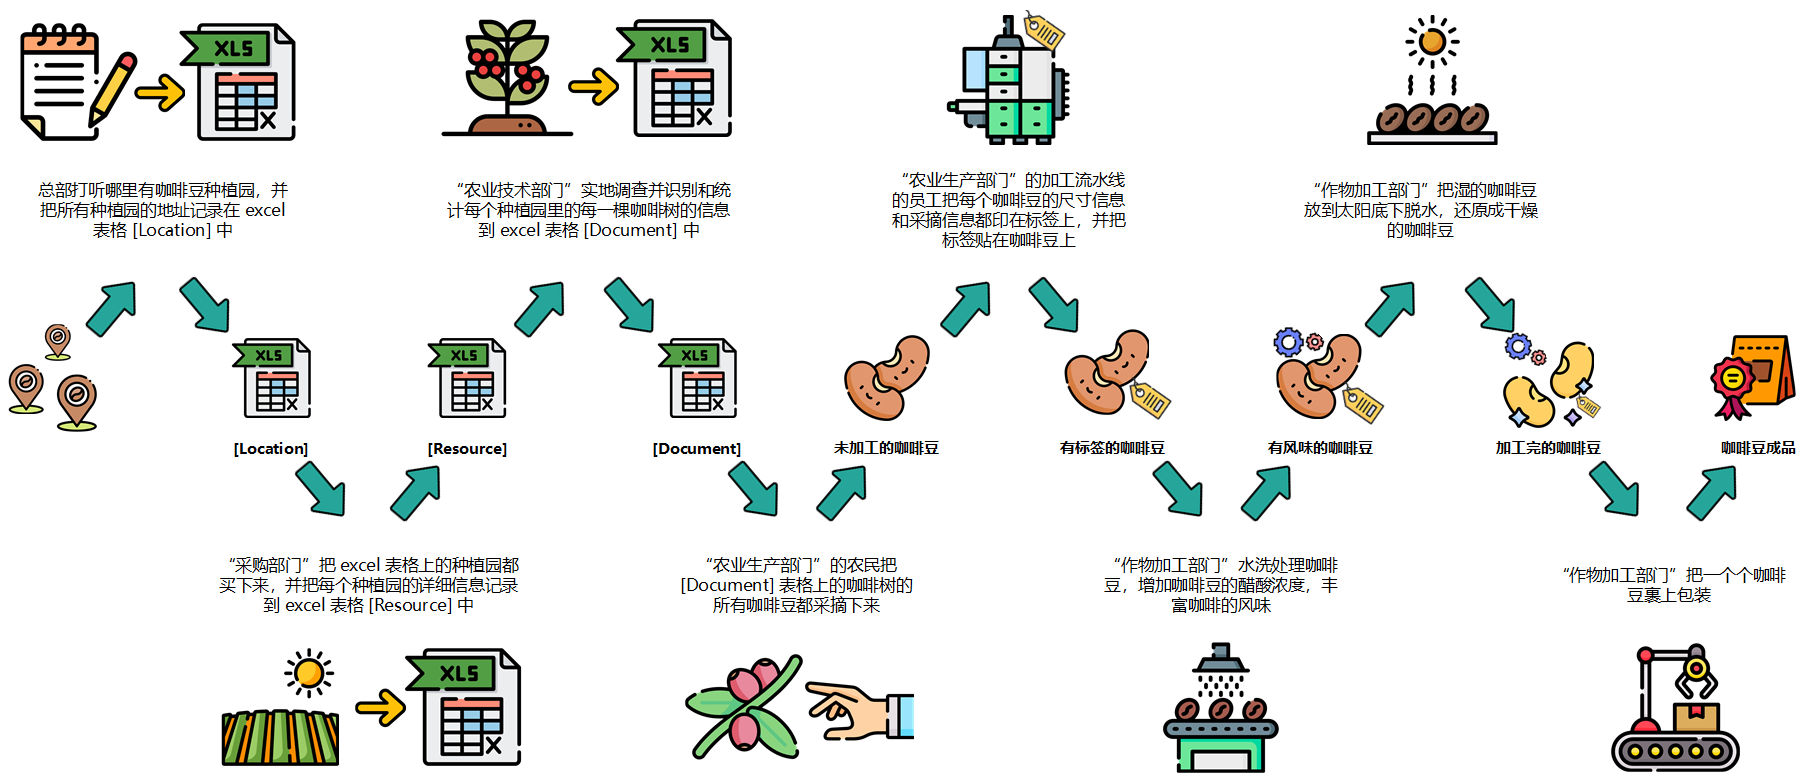 XLS
XLS
总部打听哪里有咖啡豆种植园，并
把所有种植园的地址记录在 excel
表格 [Location] 中
“农业技术部门”实地调查并识别和统
计每个种植园里的每一棵咖啡树的信息
到 excel 表格 [Document] 中
“农业生产部门”的加工流水线
的员工把每个咖啡豆的尺寸信息
和采摘信息都印在标签上，并把
标签贴在咖啡豆上
“作物加工部门”把湿的咖啡豆
放到太阳底下脱水，还原成干燥
的咖啡豆
XLS
XLS
XLS
[Location]
[Resource]
[Document]
未加工的咖啡豆
有标签的咖啡豆
有风味的咖啡豆
加工完的咖啡豆
咖啡豆成品
“采购部门”把 excel 表格上的种植园都
买下来，并把每个种植园的详细信息记录
到 excel 表格 [Resource] 中
“农业生产部门”的农民把
[Document] 表格上的咖啡树的
所有咖啡豆都采摘下来
“作物加工部门”水洗处理咖啡
豆，增加咖啡豆的醋酸浓度，丰
富咖啡的风味
“作物加工部门”把一个个咖啡
豆裹上包装
XLS